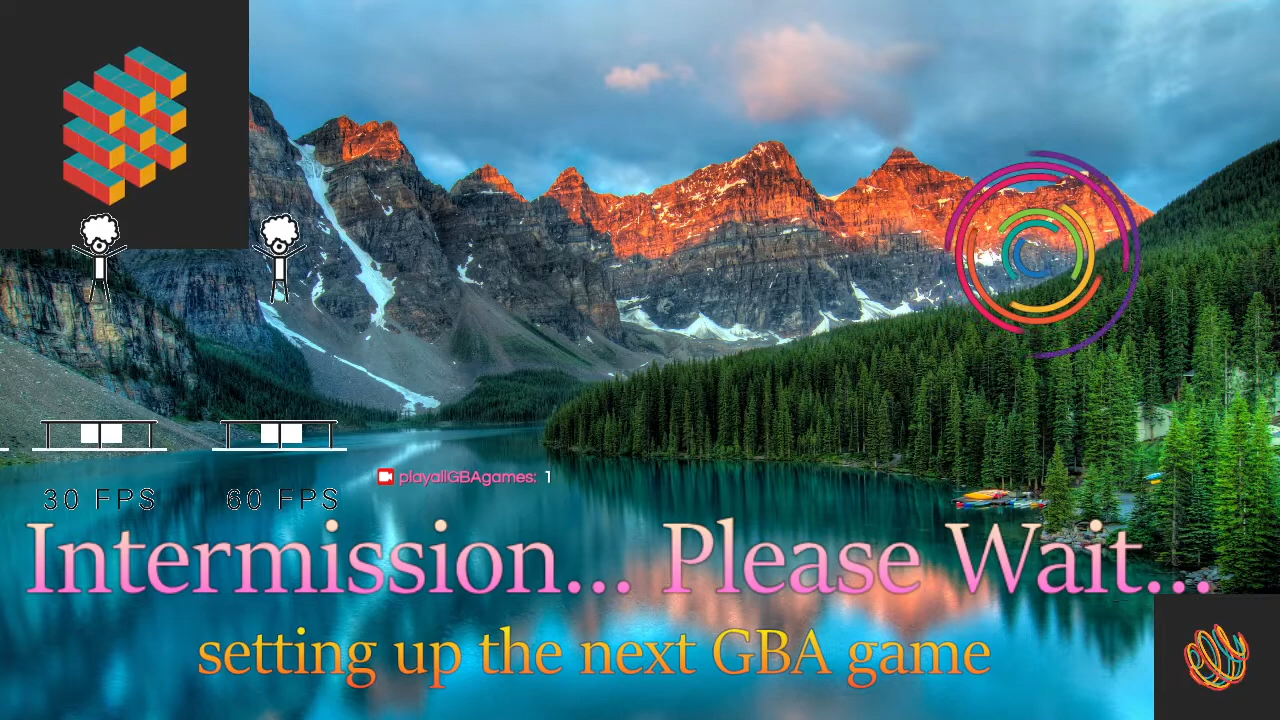 playallGBAgames: 1
30 FPS
60 FPS
Intermission... Please Wait...
setting up the next GBA game